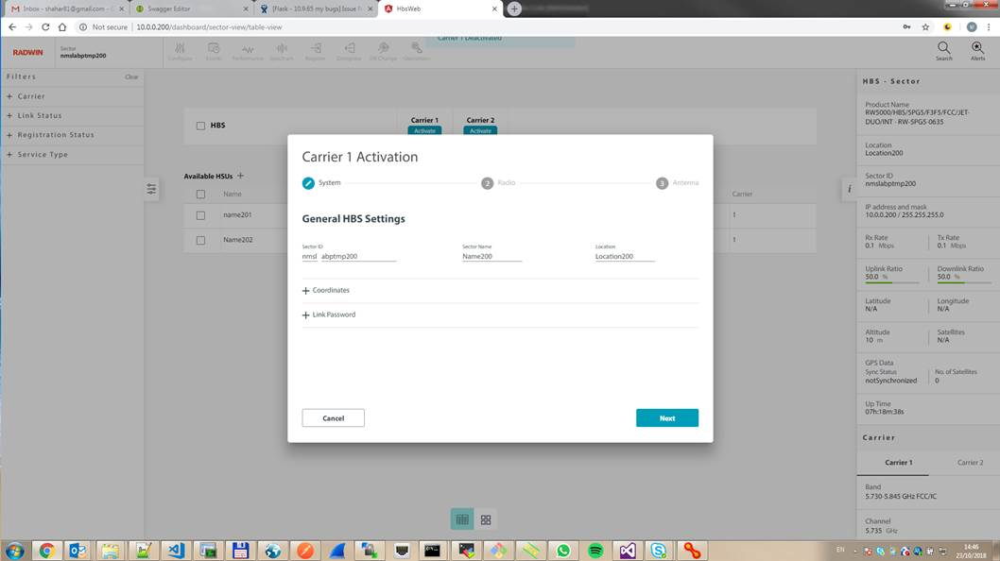 Inbox - shahar81@gmail.com - G
Swagger Editor
[Flask - 10.9.65 my bugs] Issue N
HbsWeb
Not secure
10.0.0.200/dashboard/sector-view/table-view
RADWIN
Sector
nmslabptmp200
Configure
Events
Performance
Spectrum
Register
Deregister
ID Change
Operations
Carrier 1 Deactivated
Search
Alerts
Filters
Clear
+ Carrier
+ Link Status
+ Registration Status
+ Service Type
HBS
Carrier 1
Activate
Carrier 2
Activate
Available HSUs +
Name
Carrier
name201
1
Name202
1
Carrier 1 Activation
System
2 Radio
3 Antenna
General HBS Settings
Sector ID
nmsl abptmp200
Sector Name
Name200
Location
Location200
+ Coordinates
+ Link Password
Cancel
Next
HBS - Sector
Product Name
RW5000/HBS/5PG5/F3F5/FCC/JET-
DUO/INT - RW-5PG5-0635
Location
Location200
Sector ID
nmslabptmp200
IP address and mask
10.0.0.200 / 255.255.255.0
Rx Rate
0.1 Mbps
Tx Rate
0.1 Mbps
Uplink Ratio
50.0 %
Downlink Ratio
50.0 %
Latitude
N/A
Longitude
N/A
Altitude
10 m
Satellites
N/A
GPS Data
Sync Status
notSynchronized
No. of Satellites
0
Up Time
07h:18m:38s
Carrier
Carrier 1
Carrier 2
Band
5.730-5.845 GHz FCC/IC
Channel
5.735 GHz
EN
14:46
23/10/2018